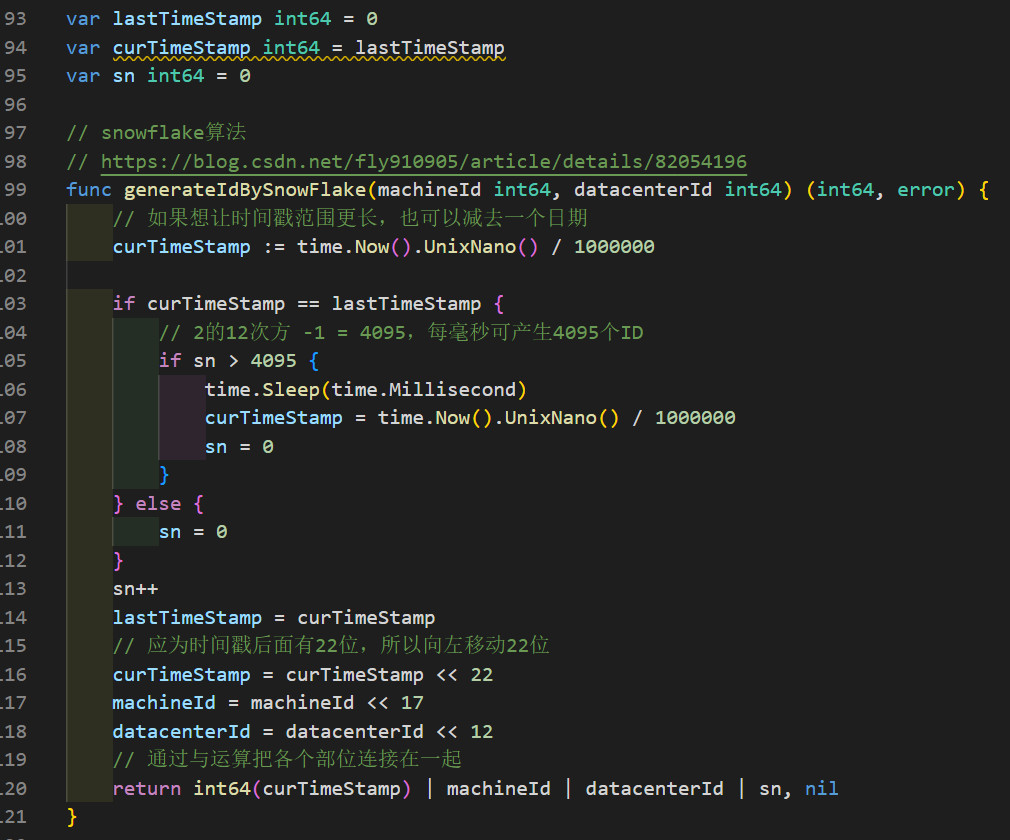 93 var lastTimeStamp int64 = 0
94 var curTimeStamp int64 = lastTimeStamp
95 var sn int64 = 0
96
97 // snowflake算法
98 // https://blog.csdn.net/fly910905/article/details/82054196
99 func generateIdBySnowFlake(machineId int64, datacenterId int64) (int64, error) {
100 // 如果想让时间戳范围更长，也可以减去一个日期
101 curTimeStamp := time.Now().UnixNano() / 1000000
102
103 if curTimeStamp == lastTimeStamp {
104 // 2的12次方 -1 = 4095，每毫秒可产生4095个ID
105 if sn > 4095 {
106 time.Sleep(time.Millisecond)
107 curTimeStamp = time.Now().UnixNano() / 1000000
108 sn = 0
109 }
110 } else {
111 sn = 0
112 }
113 sn++
114 lastTimeStamp = curTimeStamp
115 // 应为时间戳后面有22位，所以向左移动22位
116 curTimeStamp = curTimeStamp << 22
117 machineId = machineId << 17
118 datacenterId = datacenterId << 12
119 // 通过与运算把各个部位连接在一起
120 return int64(curTimeStamp) | machineId | datacenterId | sn, nil
121 }